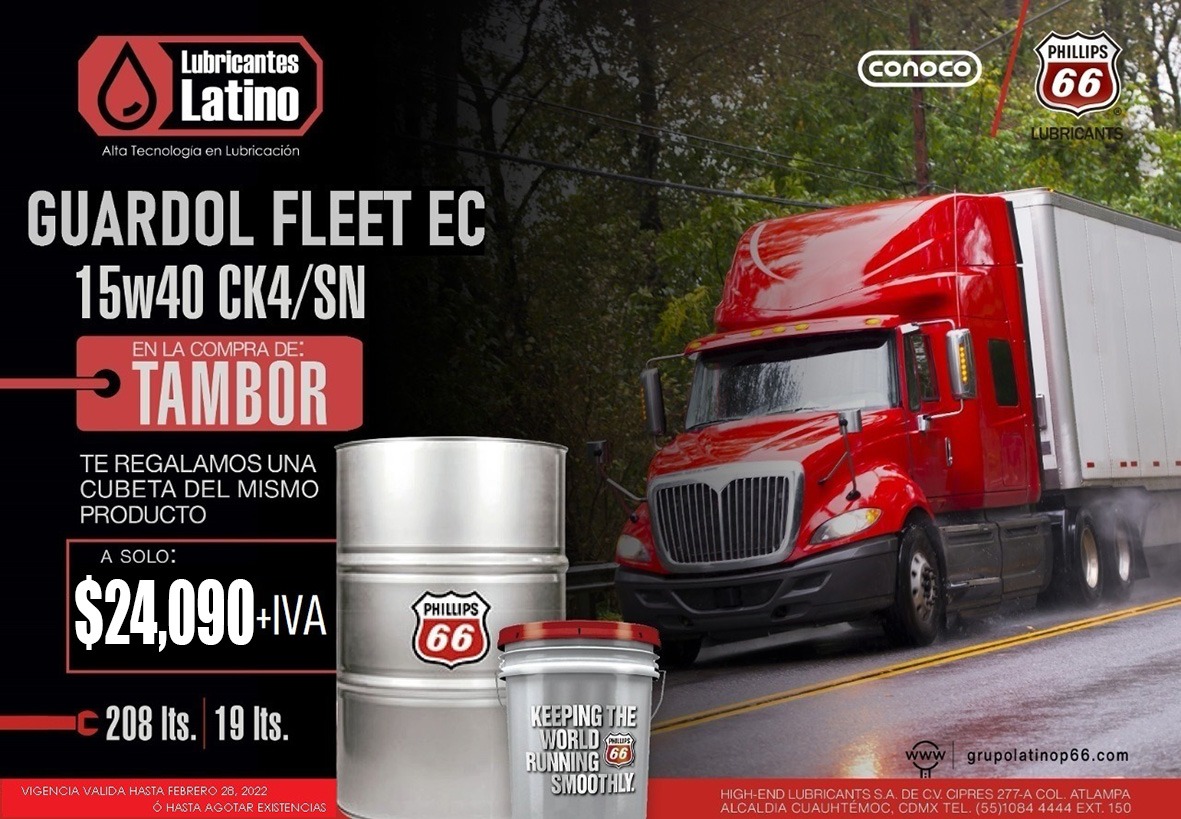 Lubricantes
Latino
Alta Tecnología en Lubricación
conoco
PHILLIPS
66
®
LUBRICANTS
GUARDOL FLEET EC
15w40 CK4/SN
EN LA COMPRA DE:
TAMBOR
TE REGALAMOS UNA
CUBETA DEL MISMO
PRODUCTO
A SOLO:
$24,090+IVA
208 lts. | 19 lts.
PHILLIPS
66
KEEPING THE
WORLD
RUNNING
SMOOTHLY.
PHILLIPS
66
www | grupolatinop66.com
VIGENCIA VALIDA HASTA FEBRERO 28, 2022
Ó HASTA AGOTAR EXISTENCIAS
HIGH-END LUBRICANTS S.A. DE C.V. CIPRES 277-A COL. ATLAMPA
ALCALDIA CUAUHTÉMOC, CDMX TEL. (55)1084 4444 EXT. 150